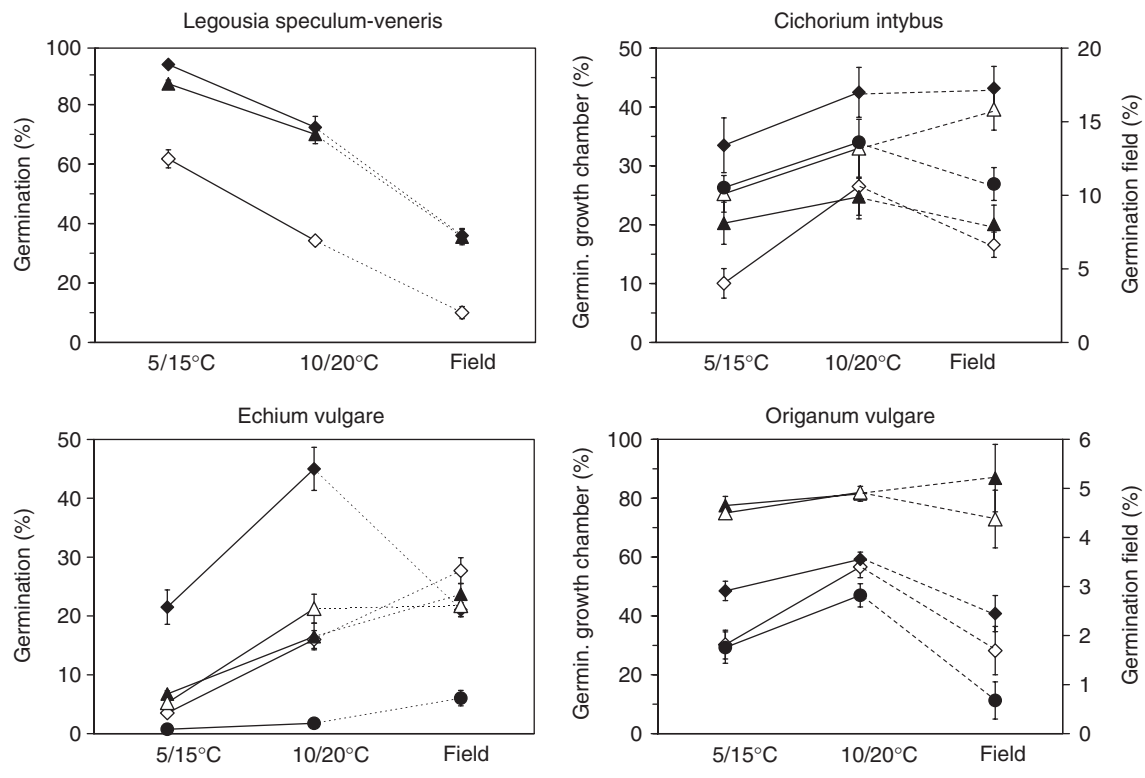 Legousia speculum-veneris
Germination (%)
100
80
60
40
20
0
5/15°C 10/20°C Field
Cichorium intybus
Germin. growth chamber (%)
50
40
30
20
10
0
20
15
10
5
0
Germination field (%)
5/15°C 10/20°C Field
Echium vulgare
Germination (%)
50
40
30
20
10
0
5/15°C 10/20°C Field
Origanum vulgare
Germin. growth chamber (%)
100
80
60
40
20
0
6
5
4
3
2
1
0
Germination field (%)
5/15°C 10/20°C Field